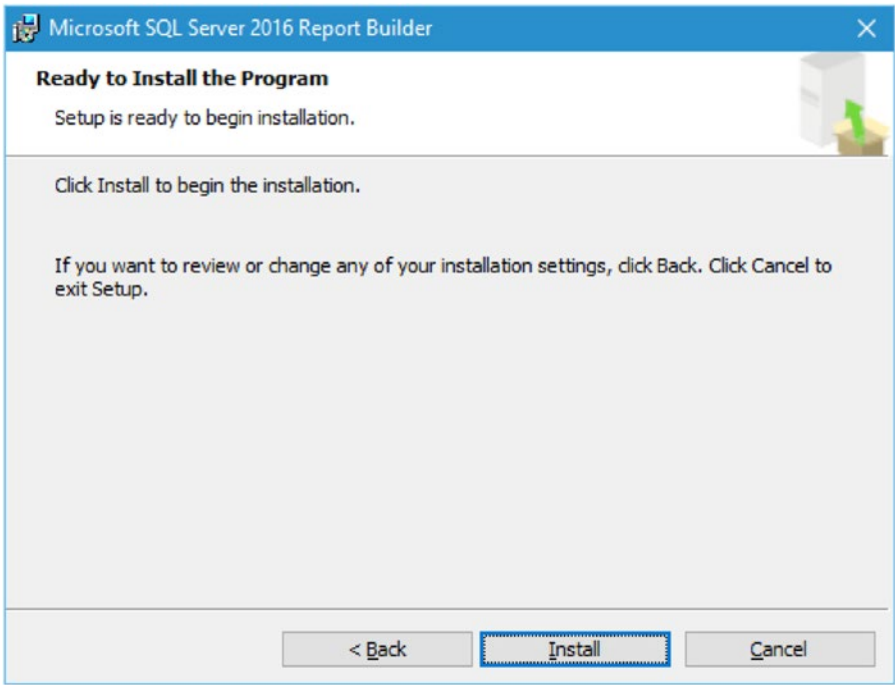 Microsoft SQL Server 2016 Report Builder
Ready to Install the Program
Setup is ready to begin installation.
Click Install to begin the installation.
If you want to review or change any of your installation settings, click Back. Click Cancel to
exit Setup.
< Back Install Cancel